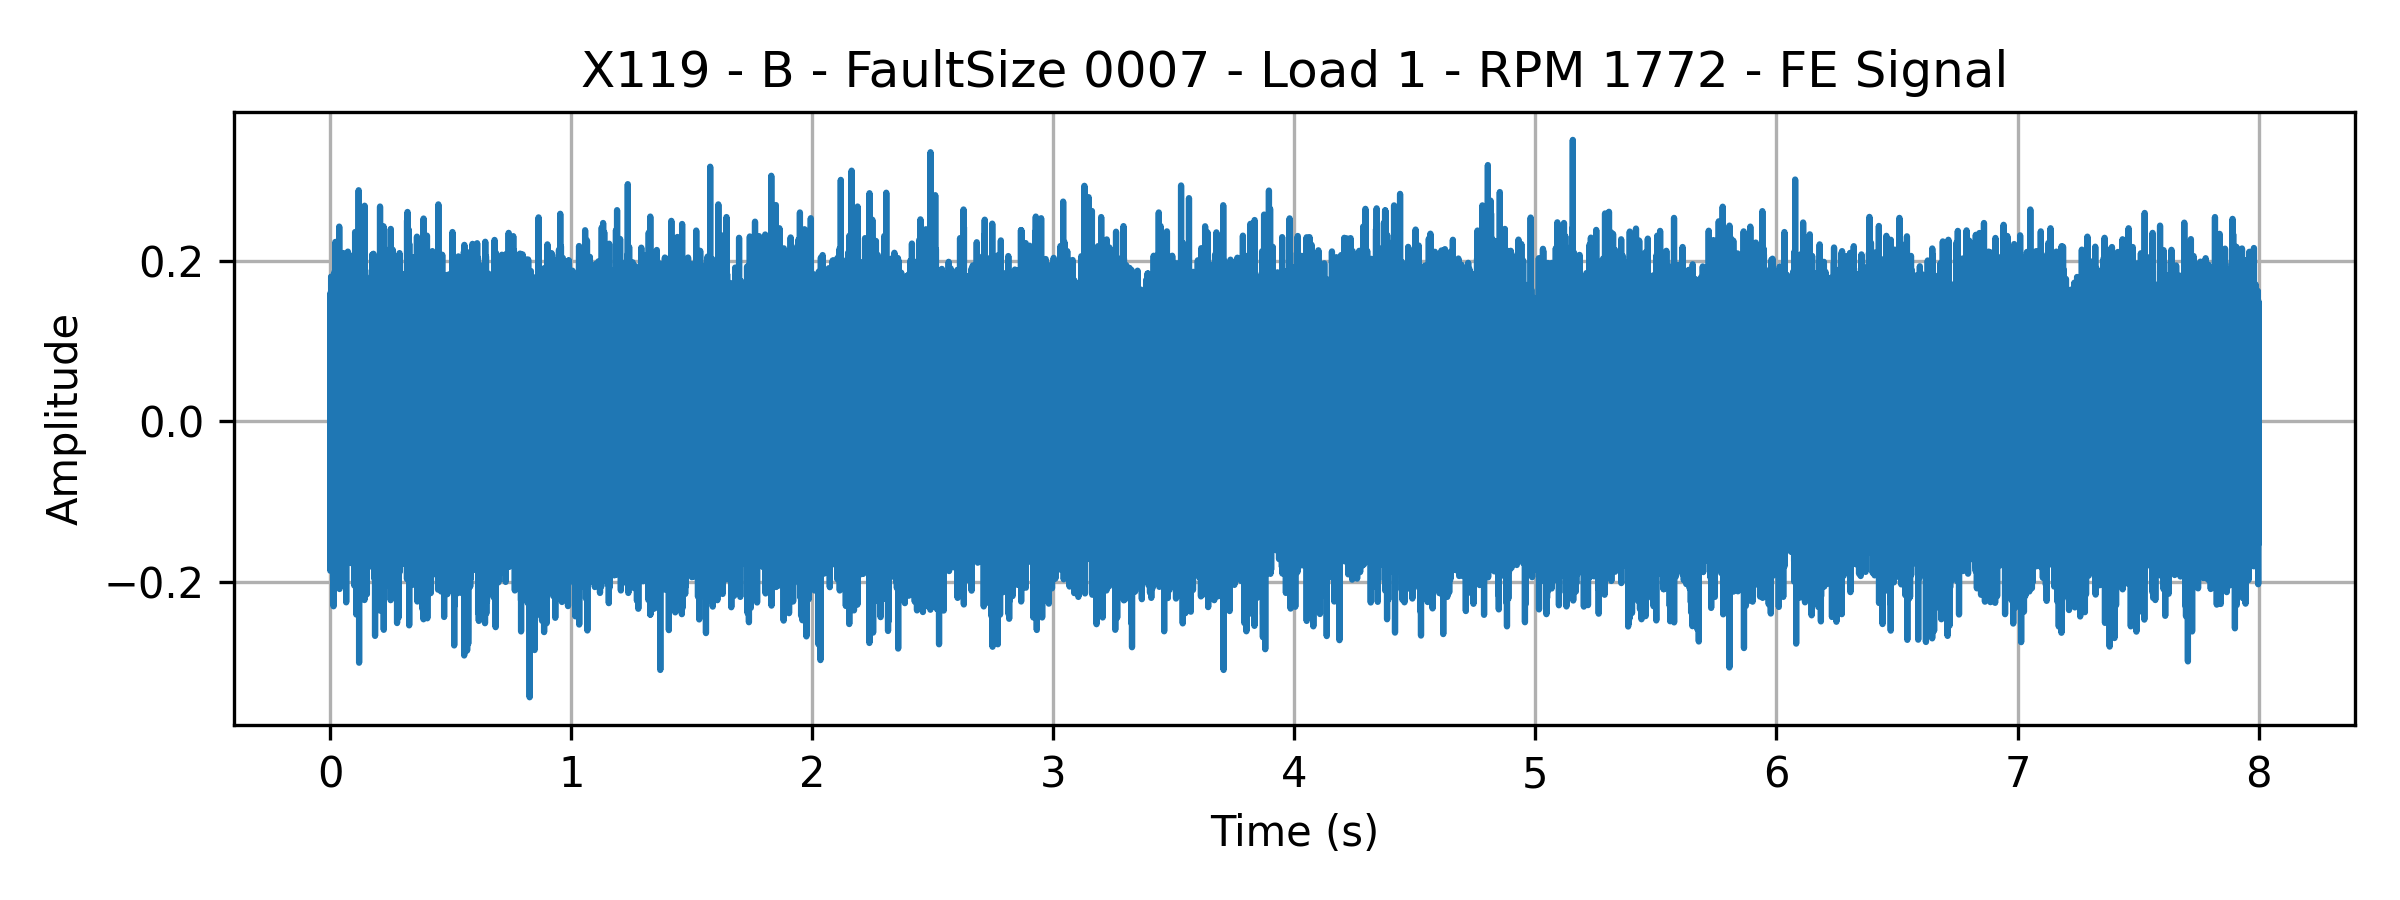 X119 - B - FaultSize 0007 - Load 1 - RPM 1772 - FE Signal
Amplitude
0.2
0.0
−0.2
0 1 2 3 4 5 6 7 8
Time (s)